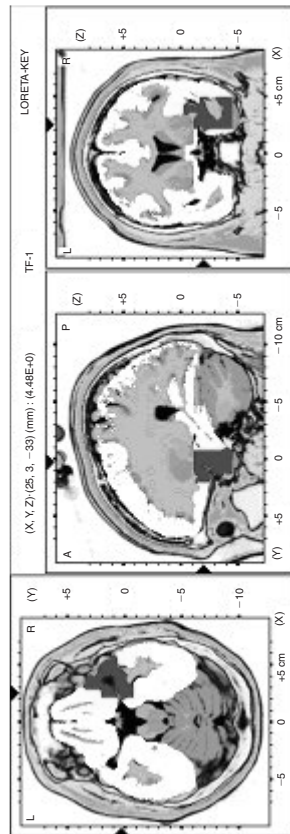 (X, Y, Z)-(25, 3, −33) (mm) : (4.48E+0) TF-1 LORETA-KEY
L R (Y)
+5
0
−5
−10
−5 0 +5 cm (X)
A P (Z)
+5
0
−5
(Y) +5 0 −5 −10 cm
L R (Z)
+5
0
−5
−5 0 +5 cm (X)